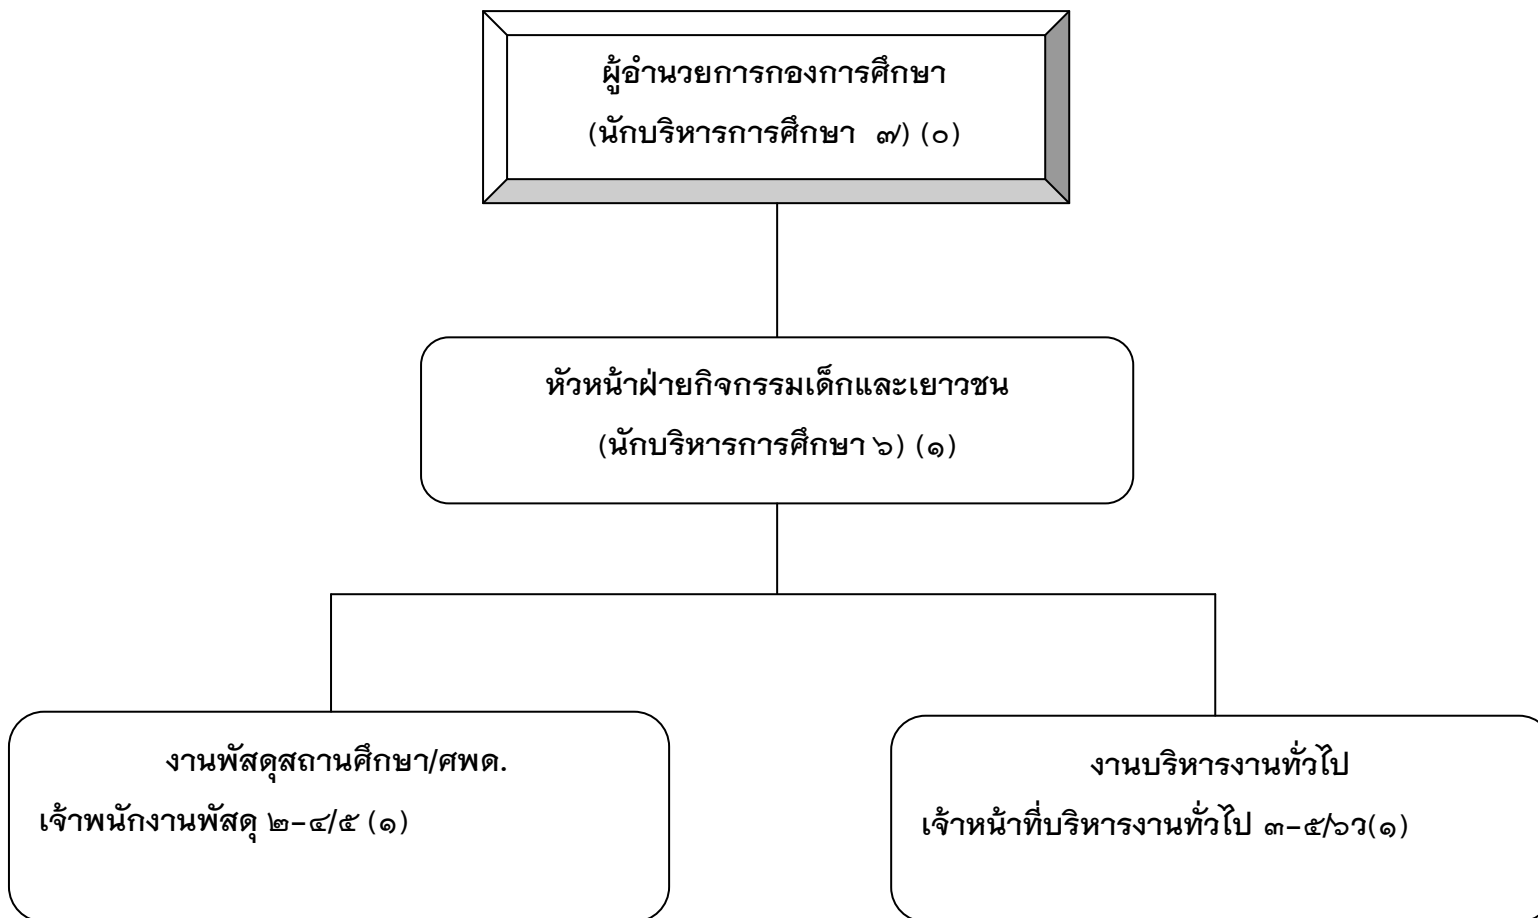 ผู้อำนวยการกองการศึกษา
(นักบริหารการศึกษา ๗) (๐)
หัวหน้าฝ่ายกิจกรรมเด็กและเยาวชน
(นักบริหารการศึกษา ๖) (๑)
งานพัสดุสถานศึกษา/ศพด.
เจ้าพนักงานพัสดุ ๒-๔/๕ (๑)
งานบริหารงานทั่วไป
เจ้าหน้าที่บริหารงานทั่วไป ๓-๕/๖ว(๑)